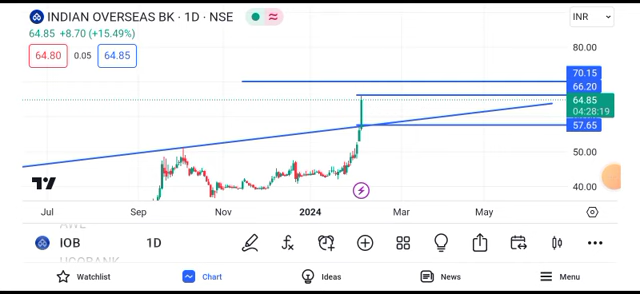 INDIAN OVERSEAS BK · 1D · NSE
INR
64.85 +8.70 (+15.49%)
64.80 0.05 64.85
80.00
70.15
66.20
64.85
04:28:19
57.65
50.00
40.00
Jul Sep Nov 2024 Mar May
IOB 1D
UCOBANK
Watchlist Chart Ideas News Menu